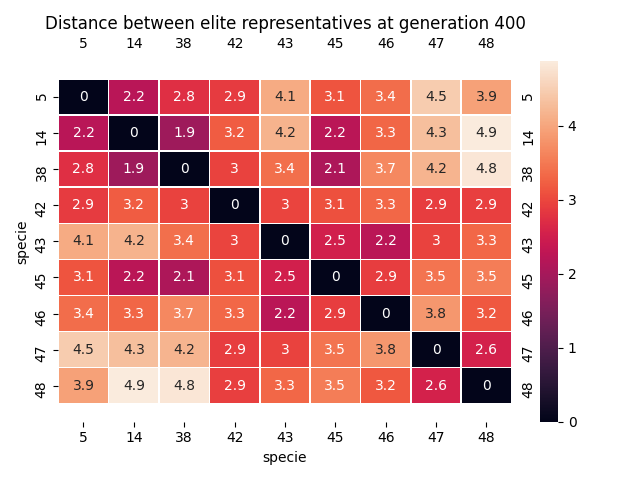 Distance between elite representatives at generation 400
5 14 38 42 43 45 46 47 48
5 0 2.2 2.8 2.9 4.1 3.1 3.4 4.5 3.9 5
14 2.2 0 1.9 3.2 4.2 2.2 3.3 4.3 4.9 14
38 2.8 1.9 0 3 3.4 2.1 3.7 4.2 4.8 38
42 2.9 3.2 3 0 3 3.1 3.3 2.9 2.9 42
43 4.1 4.2 3.4 3 0 2.5 2.2 3 3.3 43
45 3.1 2.2 2.1 3.1 2.5 0 2.9 3.5 3.5 45
46 3.4 3.3 3.7 3.3 2.2 2.9 0 3.8 3.2 46
47 4.5 4.3 4.2 2.9 3 3.5 3.8 0 2.6 47
48 3.9 4.9 4.8 2.9 3.3 3.5 3.2 2.6 0 48
5 14 38 42 43 45 46 47 48
specie
specie
4
3
2
1
0